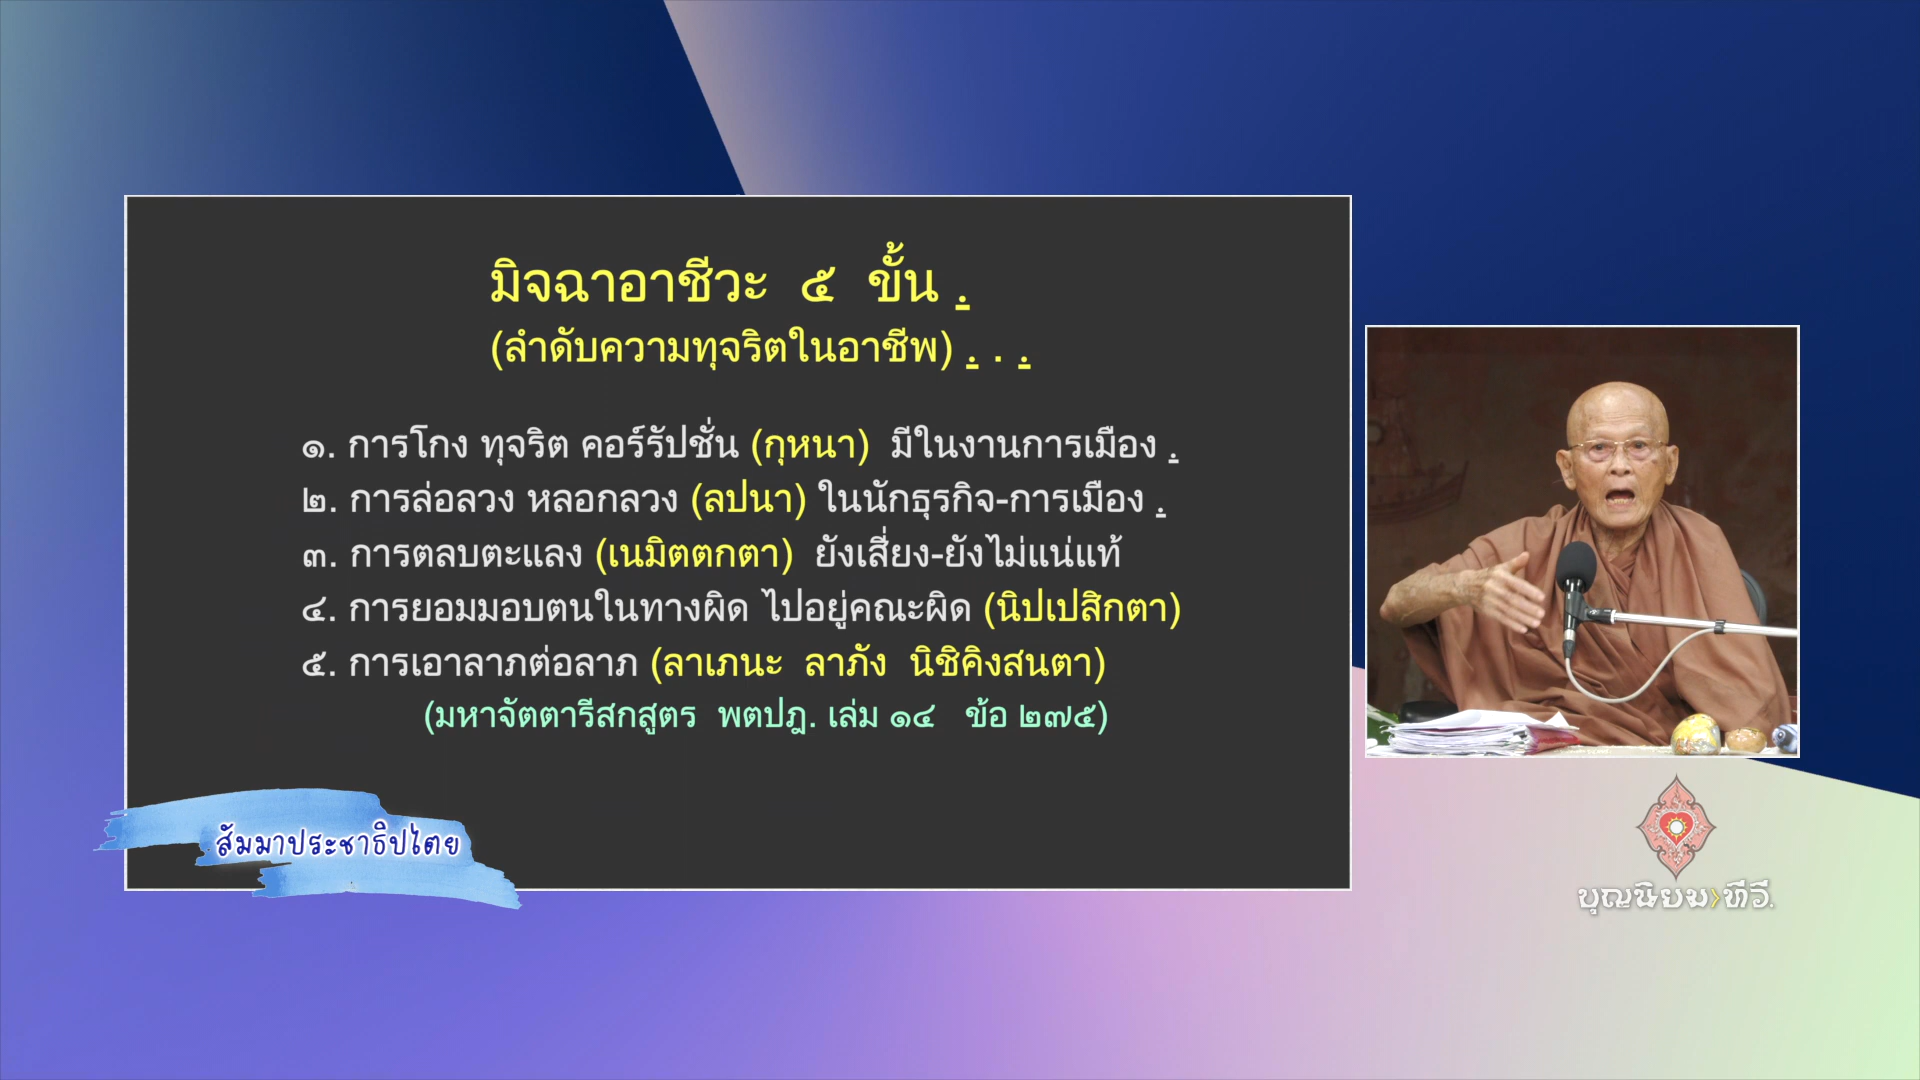 มิจฉาอาชีวะ ๕ ขั้น .
(ลำดับความทุจริตในอาชีพ) . . .
๑. การโกง ทุจริต คอร์รัปชั่น (กุหนา) มีในงานการเมือง .
๒. การล่อลวง หลอกลวง (ลปนา) ในนักธุรกิจ-การเมือง .
๓. การตลบตะแลง (เนมิตตกตา) ยังเสี่ยง-ยังไม่แน่แท้
๔. การยอมมอบตนในทางผิด ไปอยู่คณะผิด (นิปเปสิกตา)
๕. การเอาลาภต่อลาภ (ลาเภนะ ลาภัง นิชิคิงสนตา)
(มหาจัตตารีสกสูตร พตปฎ. เล่ม ๑๔ ข้อ ๒๗๕)
สัมมาประชาธิปไตย
บุญนิยม>ทีวี.